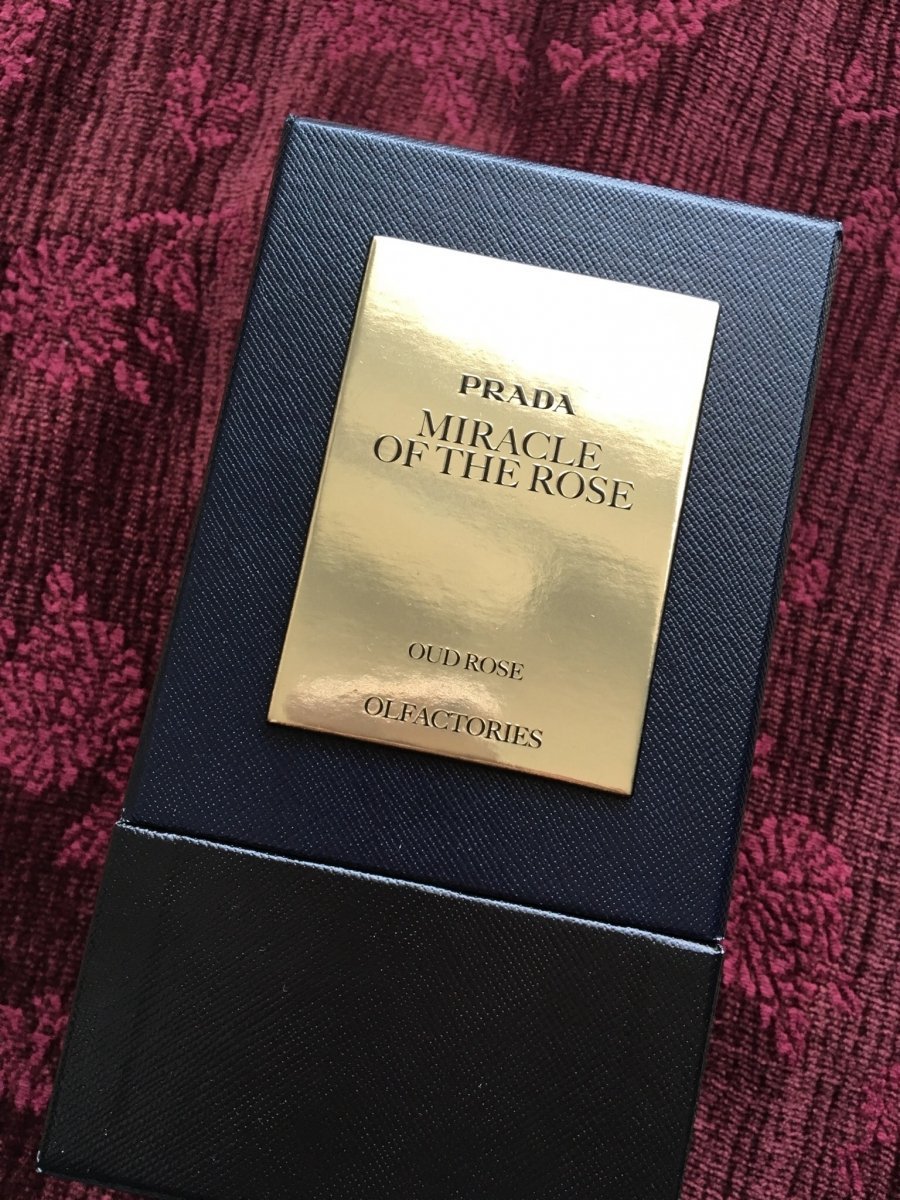 PRADA
MIRACLE
OF THE ROSE
OUD ROSE
OLFACTORIES